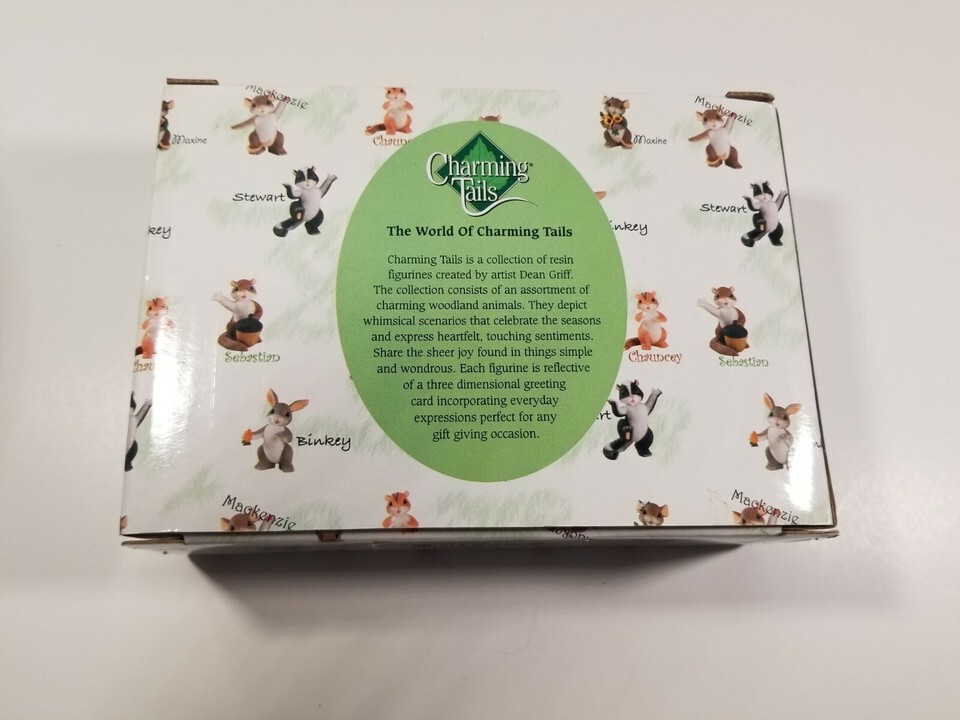 Mackenzie
Mackenzie
Maxine
Maxine
Charming®
Tails
Stewart
Stewart
The World Of Charming Tails
Charming Tails is a collection of resin
figurines created by artist Dean Griff.
The collection consists of an assortment of
charming woodland animals. They depict
whimsical scenarios that celebrate the seasons
and express heartfelt, touching sentiments.
Share the sheer joy found in things simple
and wondrous. Each figurine is reflective
of a three dimensional greeting
card incorporating everyday
expressions perfect for any
gift giving occasion.
Sebastian
Chauncey
Sebastian
Binkey
Mackenzie
Mackenzie